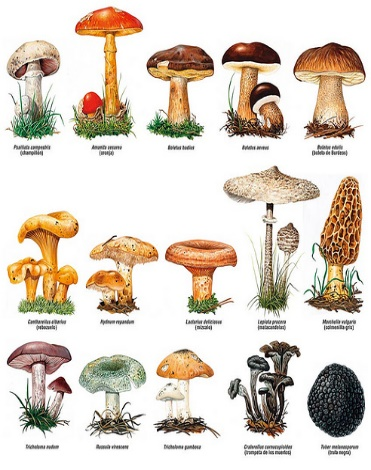 Psalliota campestris
(champiñón)
Amanita caesarea
(oronja)
Boletus badius
Boletus aereus
Boletus edulis
(boleto de Burdeos)
Cantharellus cibarius
(rebozuelo)
Hydnum repandum
Lactarius deliciosus
(mízcalo)
Lepiota procera
(matacandelas)
Morchella vulgaris
(colmenilla gris)
Tricholoma nudum
Russula virescens
Tricholoma gambosa
Craterellus cornucopioides
(trompeta de los muertos)
Tuber melanosporum
(trufa negra)